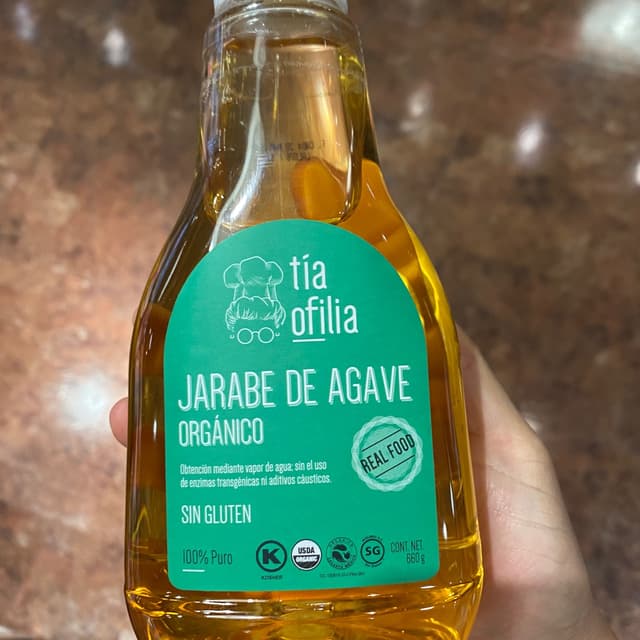 tía
ofilia
JARABE DE AGAVE
ORGÁNICO
Obtención mediante vapor de agua: sin el uso
de enzimas transgénicas ni aditivos cáusticos.
REAL FOOD
SIN GLUTEN
100% Puro
K
KOSHER
USDA
ORGANIC
SG
CONT. NET.
660 g